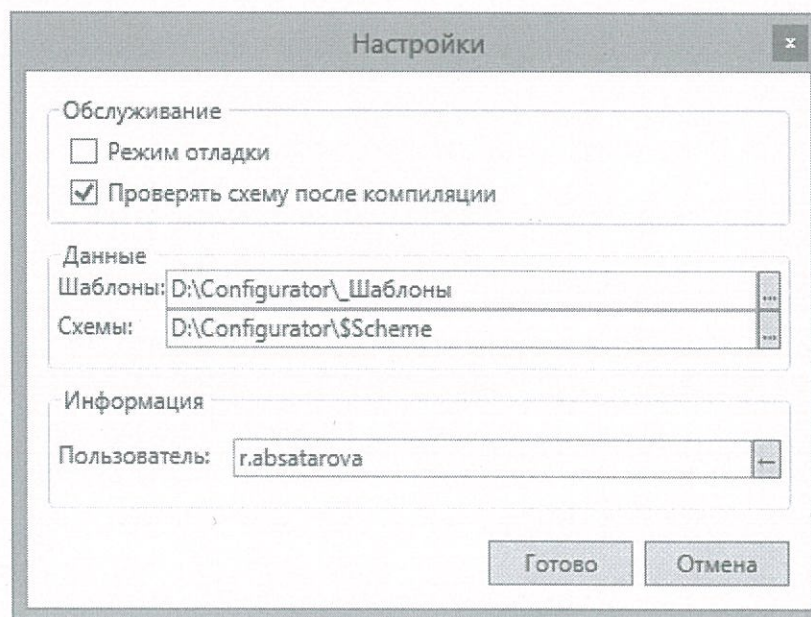 Настройки
x
Обслуживание
Режим отладки
Проверять схему после компиляции
Данные
Шаблоны: D:\Configurator\_Шаблоны ...
Схемы: D:\Configurator\$Scheme ...
Информация
Пользователь: r.absatarova ←
Готово Отмена